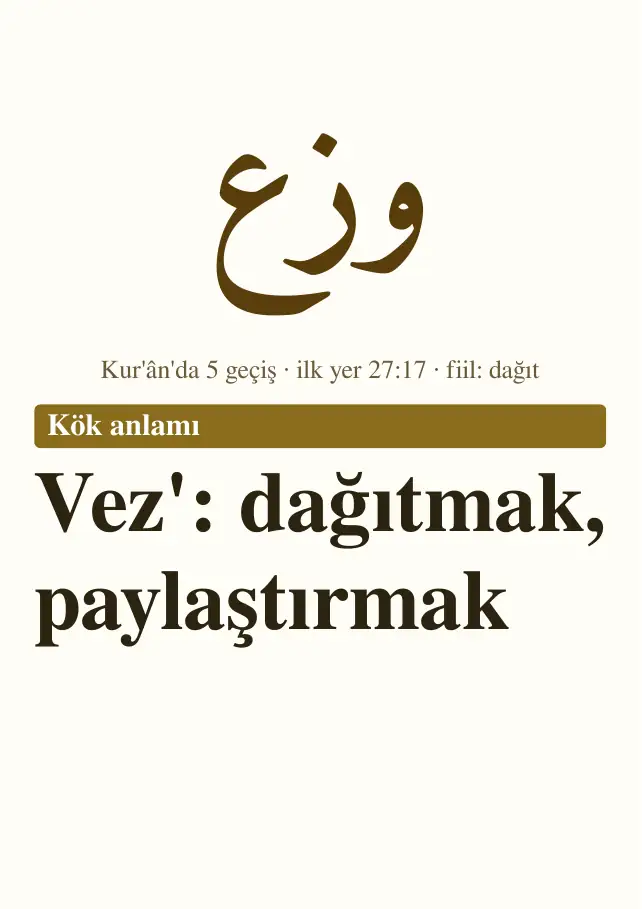 وزع
Kur'ân'da 5 geçiş · ilk yer 27:17 · fiil: dağıt
Kök anlamı
Vez': dağıtmak,
paylaştırmak